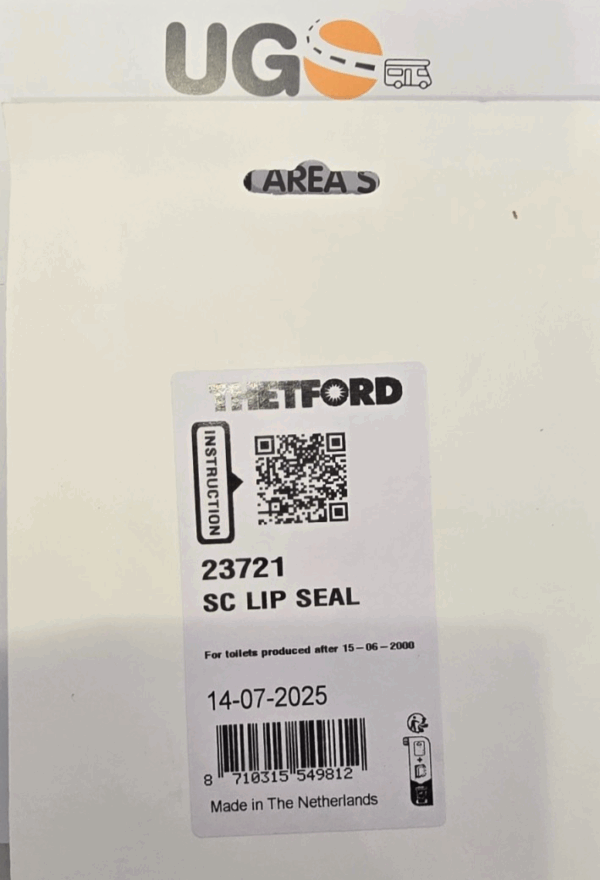 UGO
AREA S
THETFORD
INSTRUCTION
23721
SC LIP SEAL
For toilets produced after 15-06-2000
14-07-2025
8 710315 549812
Made in The Netherlands